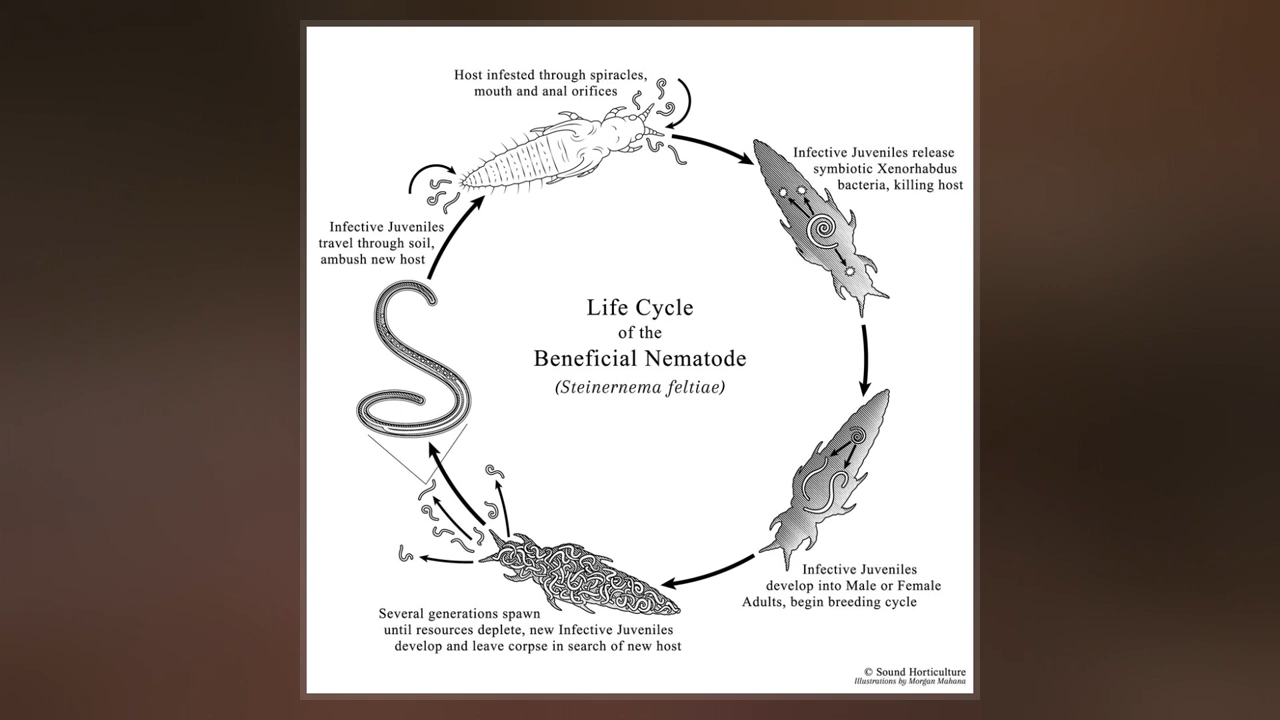 Host infested through spiracles,
mouth and anal orifices
Infective Juveniles release
symbiotic Xenorhabdus
bacteria, killing host
Infective Juveniles
travel through soil,
ambush new host
Life Cycle
of the
Beneficial Nematode
(Steinernema feltiae)
Infective Juveniles
develop into Male or Female
Adults, begin breeding cycle
Several generations spawn
until resources deplete, new Infective Juveniles
develop and leave corpse in search of new host
© Sound Horticulture
Illustrations by Morgan Mahana